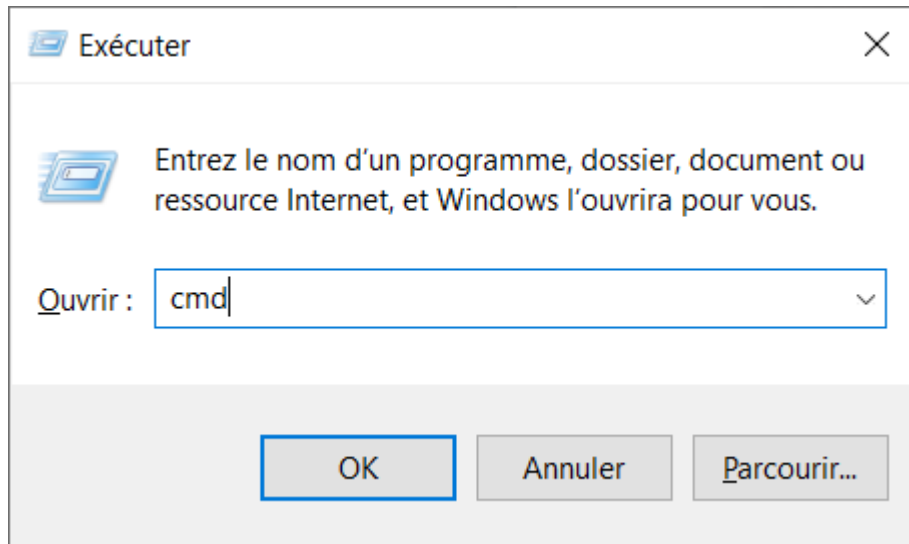 Exécuter
Entrez le nom d’un programme, dossier, document ou
ressource Internet, et Windows l’ouvrira pour vous.
Ouvrir : cmd
OK Annuler Parcourir...